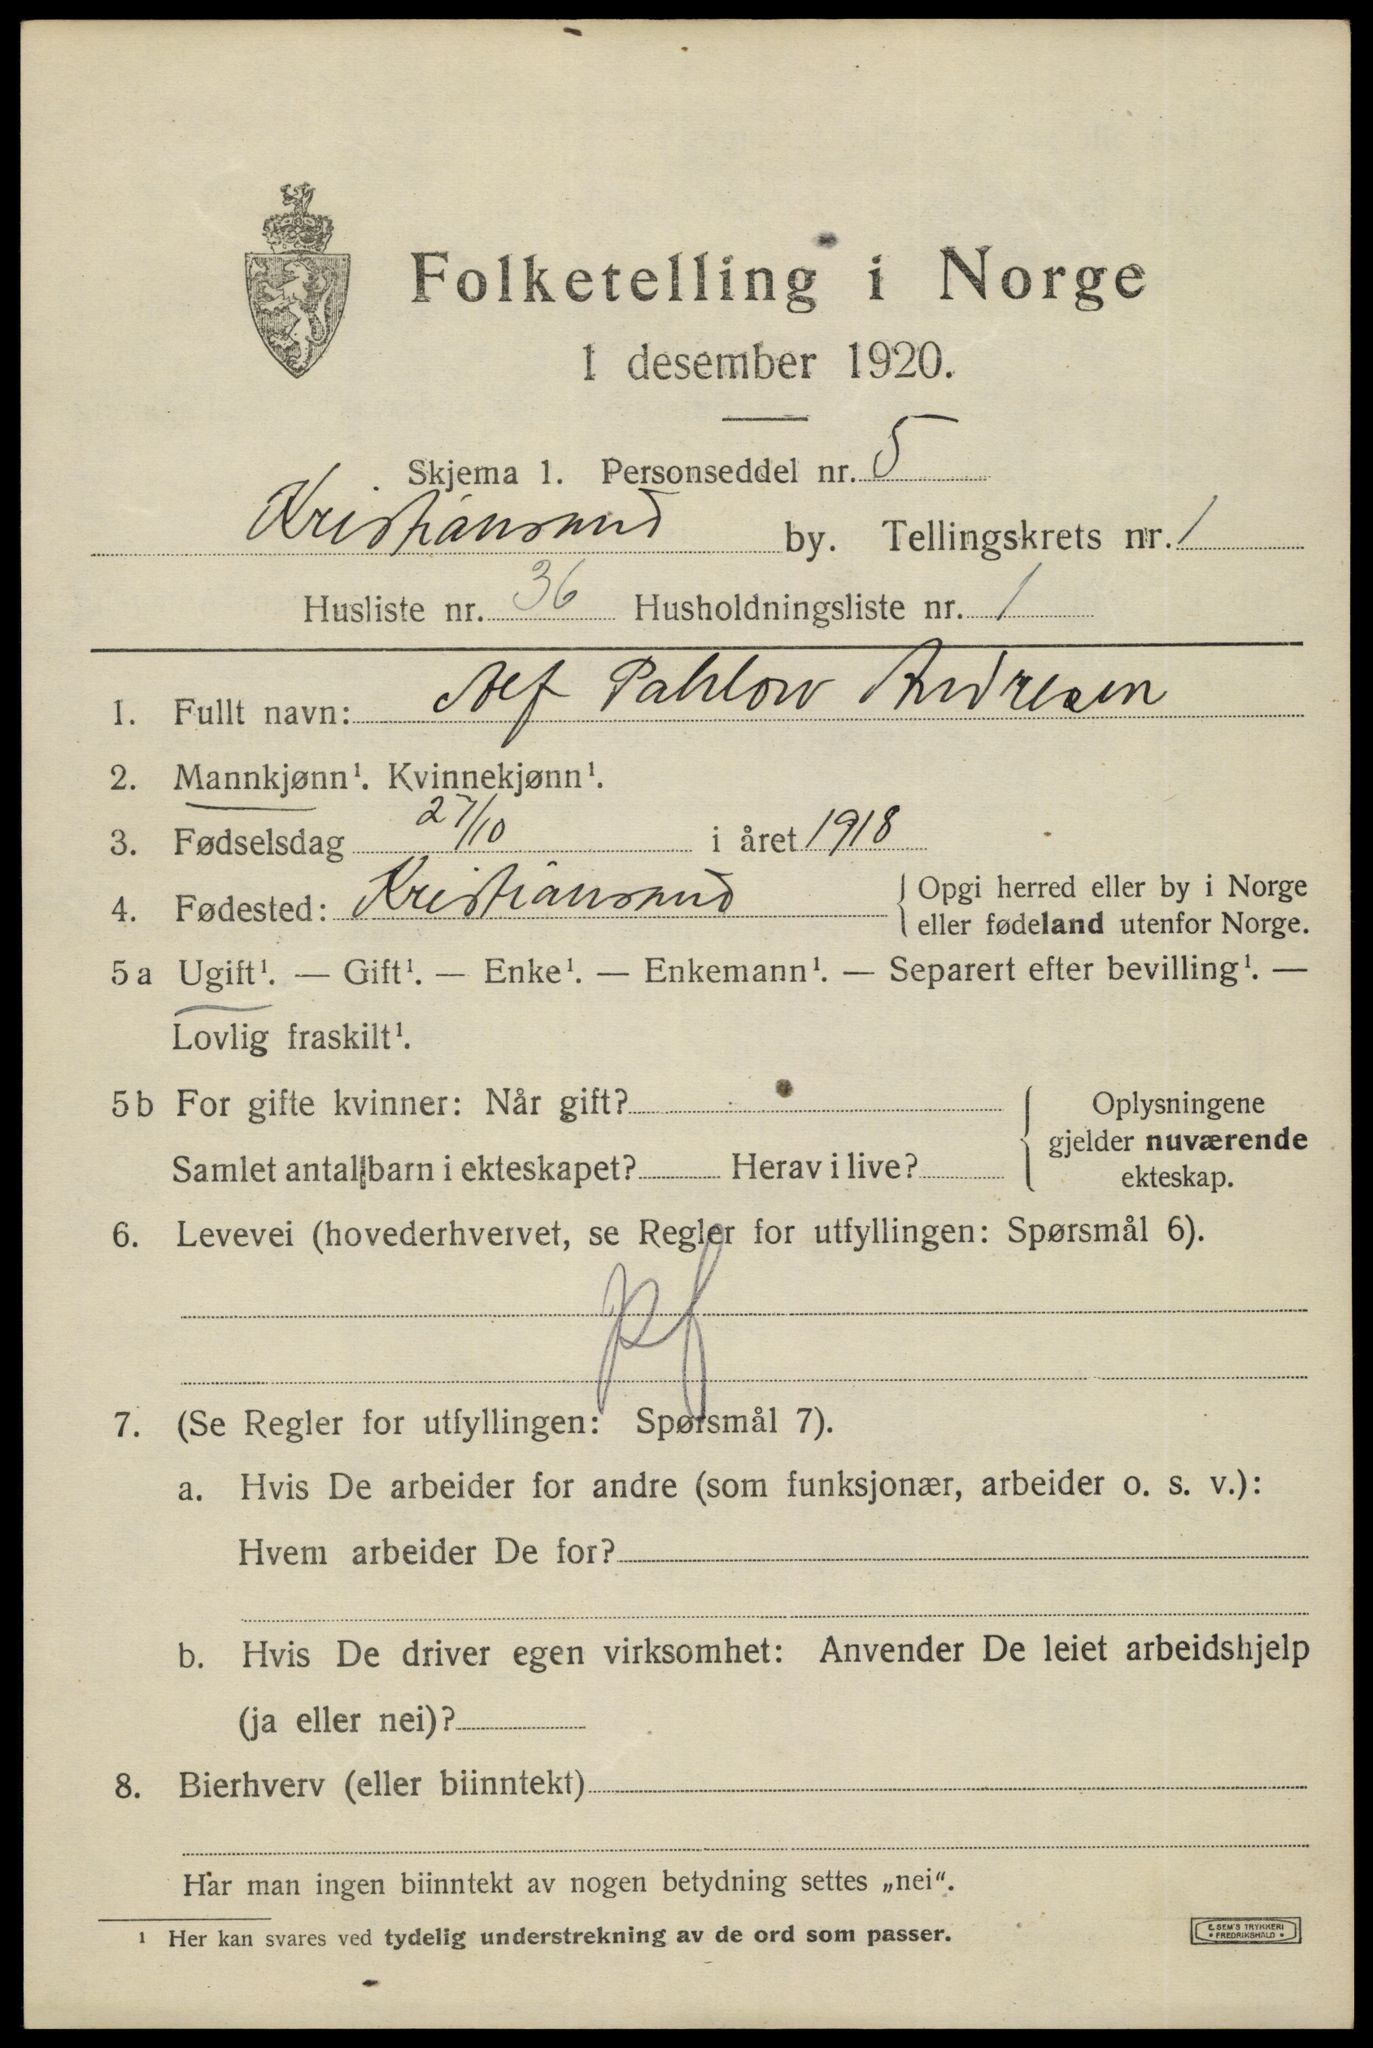 Folketelling i Norge
1 desember 1920.
Skjema 1. Personseddel nr. 5
Kristiansund by. Tellingskrets nr. 1
Husliste nr. 36 Husholdningsliste nr. 1
1. Fullt navn: Alf Pahlow Andresen
2. Mannkjønn¹. Kvinnekjønn¹.
3. Fødselsdag 27/10 i året 1918
4. Fødested: Kristiansund { Opgi herred eller by i Norge
eller fødeland utenfor Norge.
5 a Ugift¹. — Gift¹. — Enke¹. — Enkemann¹. — Separert efter bevilling¹. —
Lovlig fraskilt¹.
5 b For gifte kvinner: Når gift? { Oplysningene
gjelder nuværende
Samlet antall barn i ekteskapet? Herav i live?
ekteskap.
6. Levevei (hovederhvervet, se Regler for utfyllingen: Spørsmål 6).
pf
7. (Se Regler for utfyllingen: Spørsmål 7).
a. Hvis De arbeider for andre (som funksjonær, arbeider o. s. v.):
Hvem arbeider De for?
b. Hvis De driver egen virksomhet: Anvender De leiet arbeidshjelp
(ja eller nei)?
8. Bierhverv (eller biinntekt)
Har man ingen biinntekt av nogen betydning settes „nei“.
¹ Her kan svares ved tydelig understrekning av de ord som passer.
E. SEM'S TRYKKERI
• FREDRIKSHALD •